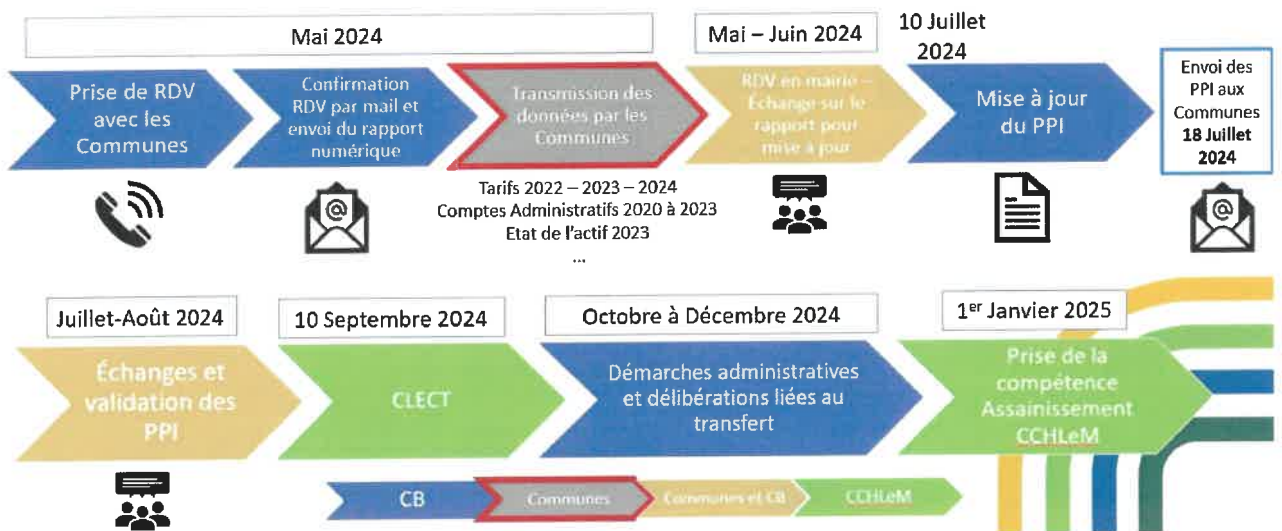 Mai 2024
Mai – Juin 2024
10 Juillet
2024
Prise de RDV
avec les
Communes
Confirmation
RDV par mail et
envoi du rapport
numérique
Transmission des
données par les
Communes
RDV en mairie –
Échange sur le
rapport pour
mise à jour
Mise à jour
du PPI
Envoi des
PPI aux
Communes
18 Juillet
2024
Tarifs 2022 – 2023 – 2024
Comptes Administratifs 2020 à 2023
Etat de l'actif 2023
...
@
@
Juillet-Août 2024
10 Septembre 2024
Octobre à Décembre 2024
1er Janvier 2025
Échanges et
validation des
PPI
CLECT
Démarches administratives
et délibérations liées au
transfert
Prise de la
compétence
Assainissement
CCHLeM
CB
Communes
Communes et CB
CCHLeM